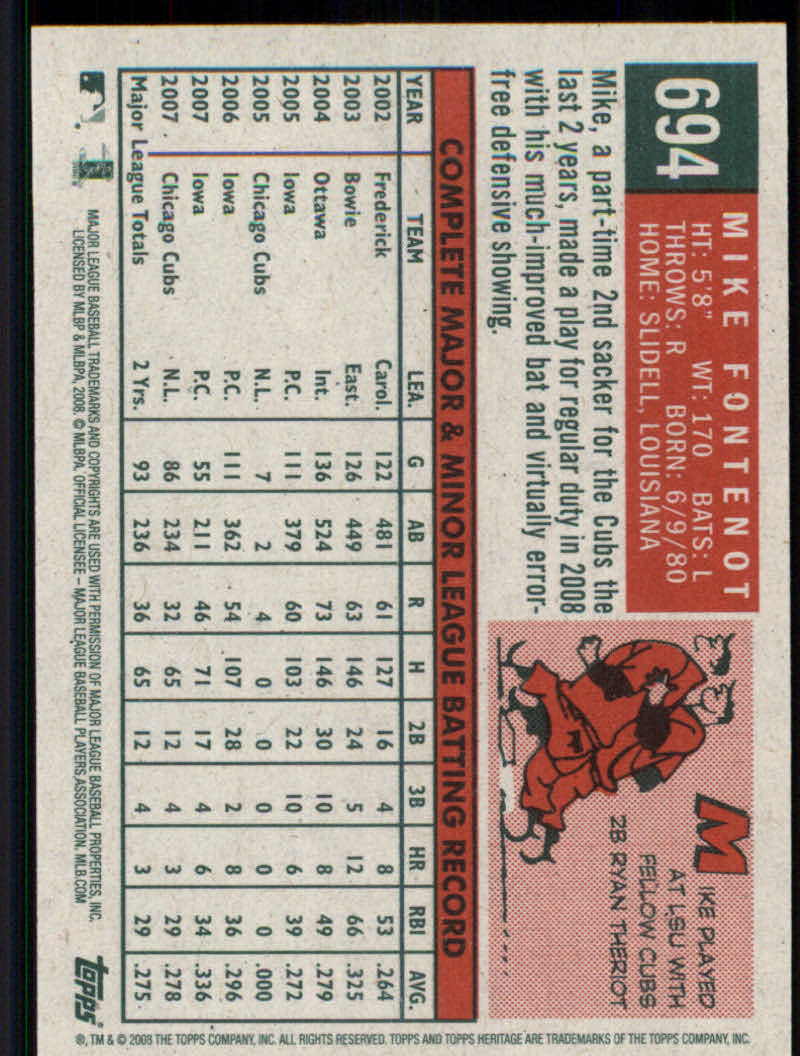 694
MIKE FONTENOT
HT: 5'8" WT: 170 BATS: L
THROWS: R BORN: 6/9/80
HOME: SLIDELL, LOUISIANA
Mike, a part-time 2nd sacker for the Cubs the
last 2 years, made a play for regular duty in 2008
with his much-improved bat and virtually error-
free defensive showing.
MIKE PLAYED
AT LSU WITH
FELLOW CUBS
2B RYAN THERIOT
COMPLETE MAJOR & MINOR LEAGUE BATTING RECORD
YEAR TEAM LEA. G AB R H 2B 3B HR RBI AVG.
2002 Frederick Carol. 122 481 61 127 16 4 8 53 .264
2003 Bowie East. 126 449 63 146 24 5 12 66 .325
2004 Ottawa Int. 136 524 73 146 30 10 8 49 .279
2005 Iowa P.C. 111 379 60 103 22 10 6 39 .272
2005 Chicago Cubs N.L. 7 2 4 0 0 0 0 0 .000
2006 Iowa P.C. 111 362 54 107 28 2 8 36 .296
2007 Iowa P.C. 55 211 46 71 17 4 6 34 .336
2007 Chicago Cubs N.L. 86 234 32 65 12 4 3 29 .278
Major League Totals 2 Yrs. 93 236 36 65 12 4 3 29 .275
MAJOR LEAGUE BASEBALL TRADEMARKS AND COPYRIGHTS ARE USED WITH PERMISSION OF MAJOR LEAGUE BASEBALL PROPERTIES, INC.
LICENSED BY MLBP & MLBPA, 2008. © MLBPA, OFFICIAL LICENSEE – MAJOR LEAGUE BASEBALL PLAYERS ASSOCIATION. MLB.COM
topps
®, TM & © 2008 THE TOPPS COMPANY, INC. ALL RIGHTS RESERVED. TOPPS AND TOPPS HERITAGE ARE TRADEMARKS OF THE TOPPS COMPANY, INC.